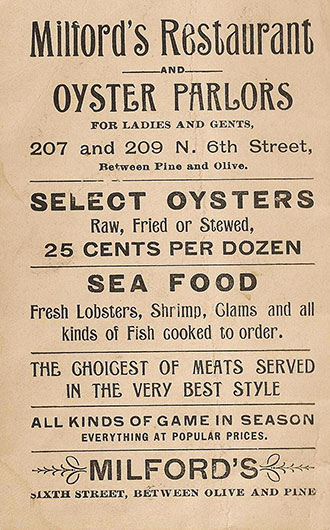 Milford's Restaurant
AND
OYSTER PARLORS
FOR LADIES AND GENTS,
207 and 209 N. 6th Street,
Between Pine and Olive.
SELECT OYSTERS
Raw, Fried or Stewed,
25 CENTS PER DOZEN
SEA FOOD
Fresh Lobsters, Shrimp, Clams and all
kinds of Fish cooked to order.
THE CHOICEST OF MEATS SERVED
IN THE VERY BEST STYLE
ALL KINDS OF GAME IN SEASON
EVERYTHING AT POPULAR PRICES.
MILFORD'S
SIXTH STREET, BETWEEN OLIVE AND PINE